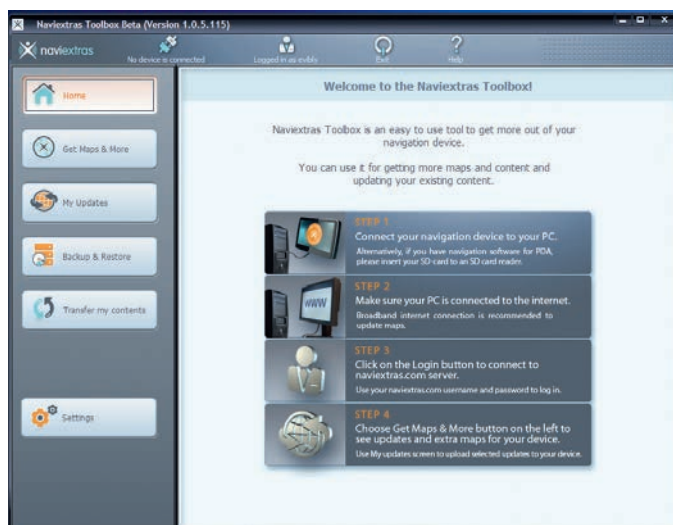 Naviextras Toolbox Beta (Version 1.0.5.115)
naviextras
No device is connected
Logged in as evibly
Exit
Help
Home
Get Maps & More
My Updates
Backup & Restore
Transfer my contents
Settings
Welcome to the Naviextras Toolbox!
Naviextras Toolbox is an easy to use tool to get more out of your
navigation device.
You can use it for getting more maps and content and
updating your existing content.
STEP 1
Connect your navigation device to your PC.
Alternatively, if you have navigation software for PDA,
please insert your SD-card to an SD card reader.
WWW
STEP 2
Make sure your PC is connected to the internet.
Broadband internet connection is recommended to
update maps.
STEP 3
Click on the Login button to connect to
naviextras.com server.
Use your naviextras.com username and password to log in.
STEP 4
Choose Get Maps & More button on the left to
see updates and extra maps for your device.
Use My updates screen to upload selected updates to your device.